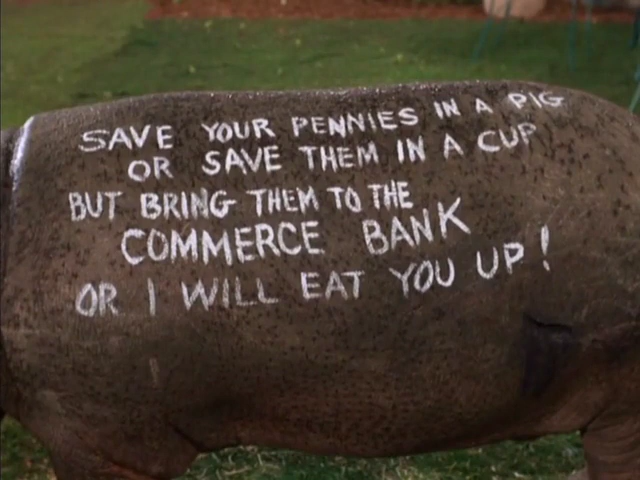 SAVE YOUR PENNIES IN A PIG
OR SAVE THEM IN A CUP
BUT BRING THEM TO THE
COMMERCE BANK
OR I WILL EAT YOU UP!